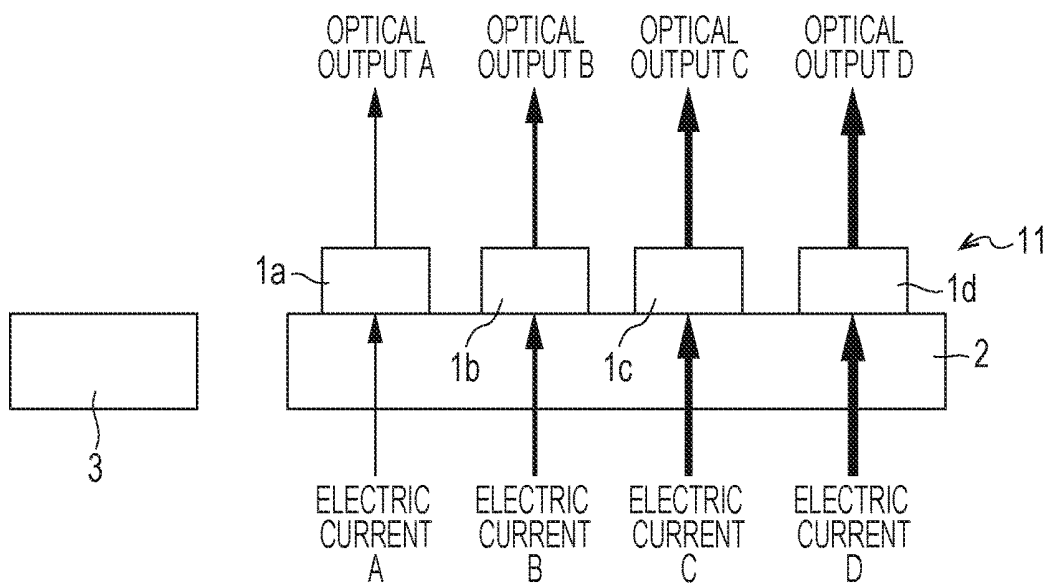 OPTICAL OUTPUT A
OPTICAL OUTPUT B
OPTICAL OUTPUT C
OPTICAL OUTPUT D
11
1a
1b
1c
1d
2
3
ELECTRIC CURRENT A
ELECTRIC CURRENT B
ELECTRIC CURRENT C
ELECTRIC CURRENT D